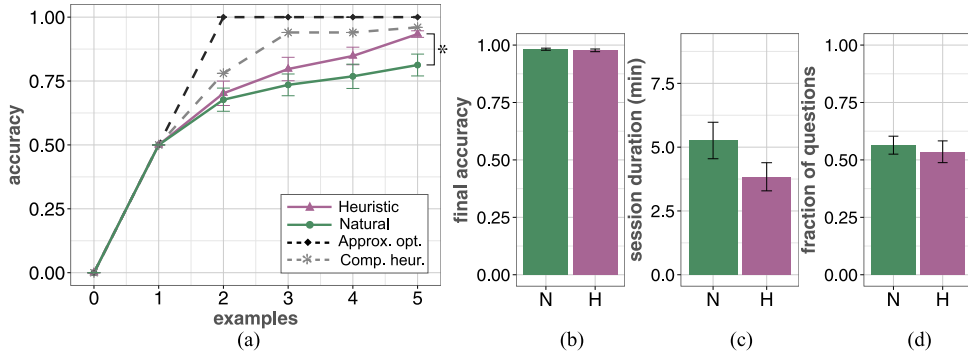 accuracy
1.00
0.75
0.50
0.25
0.00
*
Heuristic
Natural
Approx. opt.
Comp. heur.
0 1 2 3 4 5
examples
(a)
final accuracy
1.00
0.75
0.50
0.25
0.00
N H
(b)
session duration (min)
7.5
5.0
2.5
0.0
N H
(c)
fraction of questions
1.00
0.75
0.50
0.25
0.00
N H
(d)